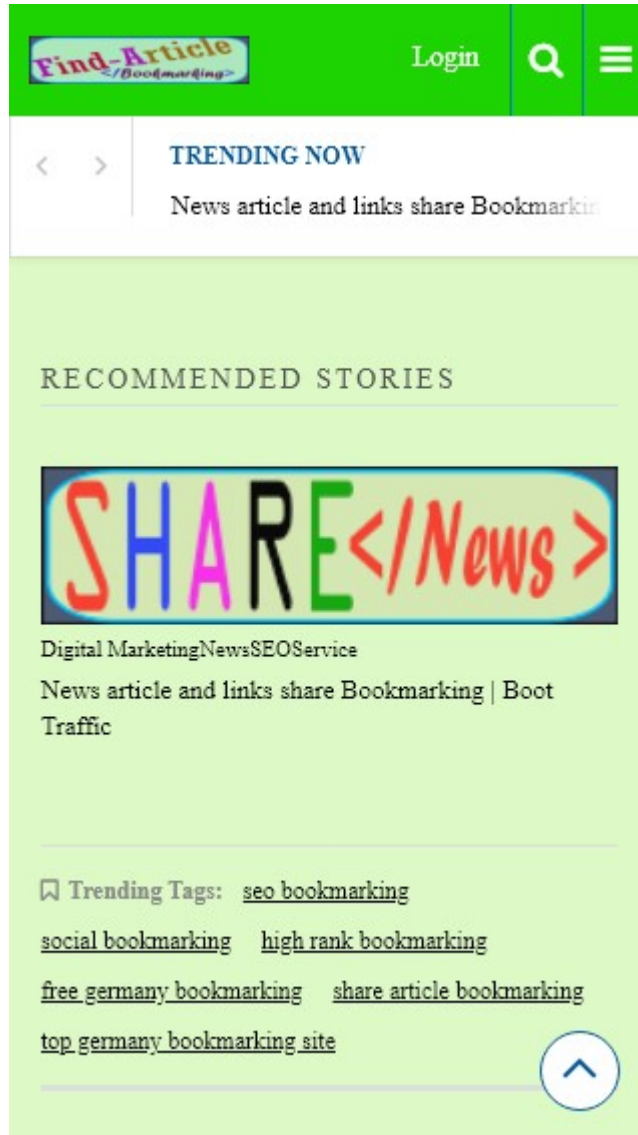 Find-Article
</Bookmarking>
Login
TRENDING NOW
News article and links share Bookmarkin
RECOMMENDED STORIES
SHARE</News>
Digital MarketingNewsSEOService
News article and links share Bookmarking | Boot
Traffic
Trending Tags: seo bookmarking
social bookmarking high rank bookmarking
free germany bookmarking share article bookmarking
top germany bookmarking site